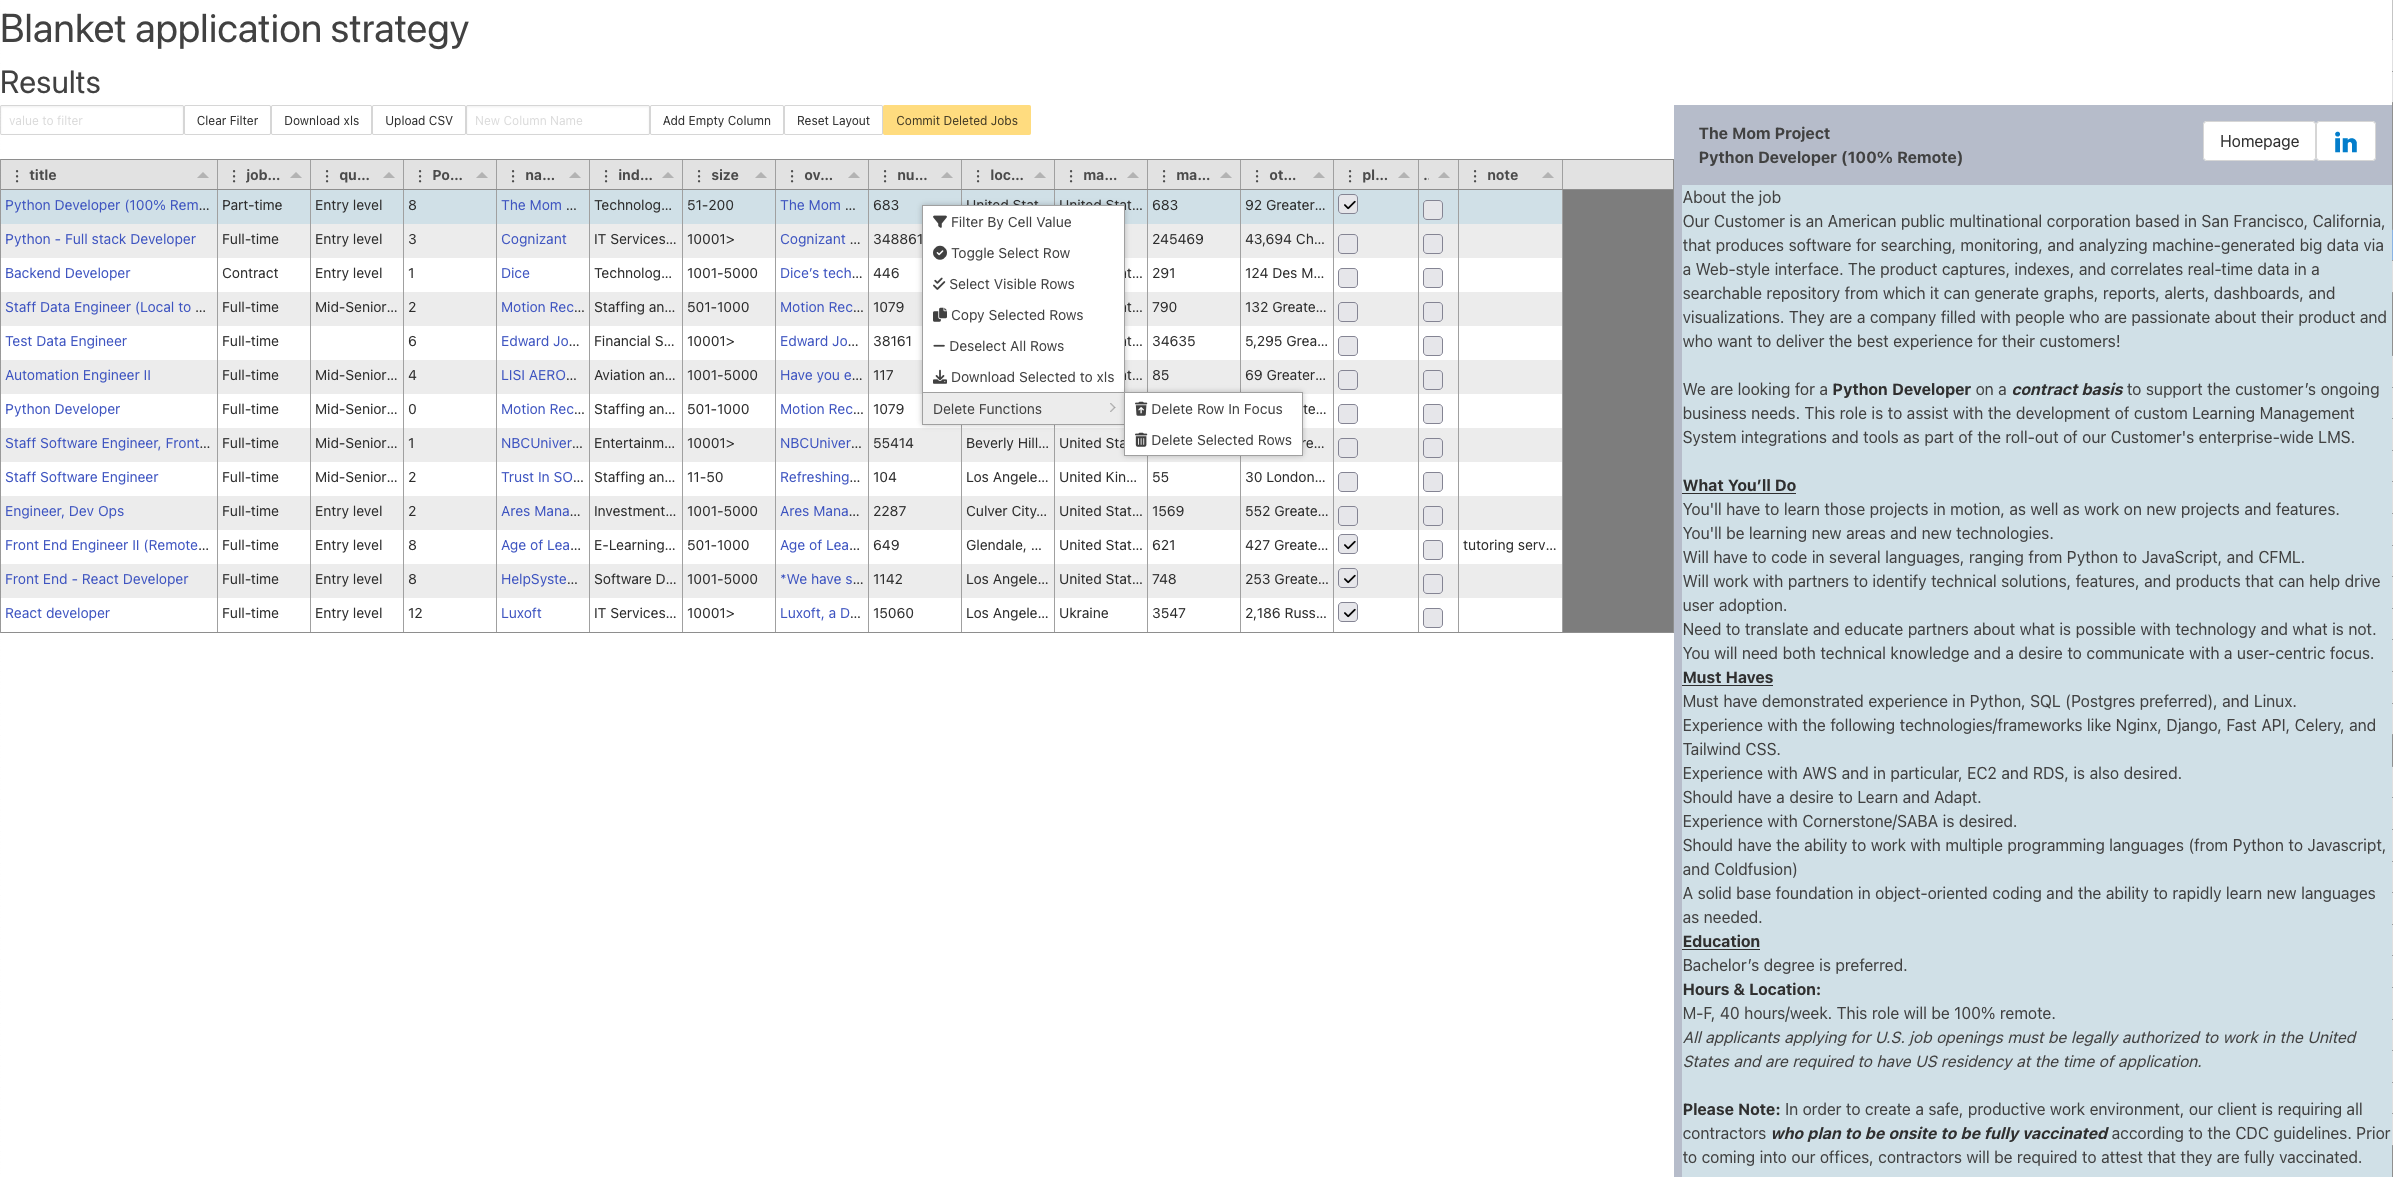 Blanket application strategy
Results
value to filter Clear Filter Download xls Upload CSV New Column Name Add Empty Column Reset Layout Commit Deleted Jobs
title job... qu... Po... na... ind... size ov... nu... loc... ma... ma... ot... pl... . note
Python Developer (100% Rem... Part-time Entry level 8 The Mom ... Technolog... 51-200 The Mom ... 683 683 92 Greater...
Python - Full stack Developer Full-time Entry level 3 Cognizant IT Services... 10001> Cognizant ... 348861 245469 43,694 Ch...
Backend Developer Contract Entry level 1 Dice Technolog... 1001-5000 Dice's tech... 446 291 124 Des M...
Staff Data Engineer (Local to ... Full-time Mid-Senior... 2 Motion Rec... Staffing an... 501-1000 Motion Rec... 1079 790 132 Greate...
Test Data Engineer Full-time 6 Edward Jo... Financial S... 10001> Edward Jo... 38161 34635 5,295 Grea...
Automation Engineer II Full-time Mid-Senior... 4 LISI AERO... Aviation an... 1001-5000 Have you e... 117 85 69 Greater...
Python Developer Full-time Mid-Senior... 0 Motion Rec... Staffing an... 501-1000 Motion Rec... 1079
Staff Software Engineer, Front... Full-time Mid-Senior... 1 NBCUniver... Entertainm... 10001> NBCUniver... 55414 Beverly Hill... United Sta
Staff Software Engineer Full-time Mid-Senior... 2 Trust In SO... Staffing an... 11-50 Refreshing... 104 Los Angele... United Kin... 55 30 London...
Engineer, Dev Ops Full-time Entry level 2 Ares Mana... Investment... 1001-5000 Ares Mana... 2287 Culver City... United Stat... 1569 552 Greate...
Front End Engineer II (Remote... Full-time Entry level 8 Age of Lea... E-Learning... 501-1000 Age of Lea... 649 Glendale, ... United Stat... 621 427 Greate... tutoring serv...
Front End - React Developer Full-time Entry level 8 HelpSyste... Software D... 1001-5000 *We have s... 1142 Los Angele... United Stat... 748 253 Greate...
React developer Full-time Entry level 12 Luxoft IT Services... 10001> Luxoft, a D... 15060 Los Angele... Ukraine 3547 2,186 Russ...
Filter By Cell Value
Toggle Select Row
Select Visible Rows
Copy Selected Rows
Deselect All Rows
Download Selected to xls
Delete Functions
Delete Row In Focus
Delete Selected Rows
The Mom Project
Python Developer (100% Remote)
Homepage in
About the job
Our Customer is an American public multinational corporation based in San Francisco, California,
that produces software for searching, monitoring, and analyzing machine-generated big data via
a Web-style interface. The product captures, indexes, and correlates real-time data in a
searchable repository from which it can generate graphs, reports, alerts, dashboards, and
visualizations. They are a company filled with people who are passionate about their product and
who want to deliver the best experience for their customers!
We are looking for a Python Developer on a contract basis to support the customer's ongoing
business needs. This role is to assist with the development of custom Learning Management
System integrations and tools as part of the roll-out of our Customer's enterprise-wide LMS.
What You'll Do
You'll have to learn those projects in motion, as well as work on new projects and features.
You'll be learning new areas and new technologies.
Will have to code in several languages, ranging from Python to JavaScript, and CFML.
Will work with partners to identify technical solutions, features, and products that can help drive
user adoption.
Need to translate and educate partners about what is possible with technology and what is not.
You will need both technical knowledge and a desire to communicate with a user-centric focus.
Must Haves
Must have demonstrated experience in Python, SQL (Postgres preferred), and Linux.
Experience with the following technologies/frameworks like Nginx, Django, Fast API, Celery, and
Tailwind CSS.
Experience with AWS and in particular, EC2 and RDS, is also desired.
Should have a desire to Learn and Adapt.
Experience with Cornerstone/SABA is desired.
Should have the ability to work with multiple programming languages (from Python to Javascript,
and Coldfusion)
A solid base foundation in object-oriented coding and the ability to rapidly learn new languages
as needed.
Education
Bachelor's degree is preferred.
Hours & Location:
M-F, 40 hours/week. This role will be 100% remote.
All applicants applying for U.S. job openings must be legally authorized to work in the United
States and are required to have US residency at the time of application.
Please Note: In order to create a safe, productive work environment, our client is requiring all
contractors who plan to be onsite to be fully vaccinated according to the CDC guidelines. Prior
to coming into our offices, contractors will be required to attest that they are fully vaccinated.